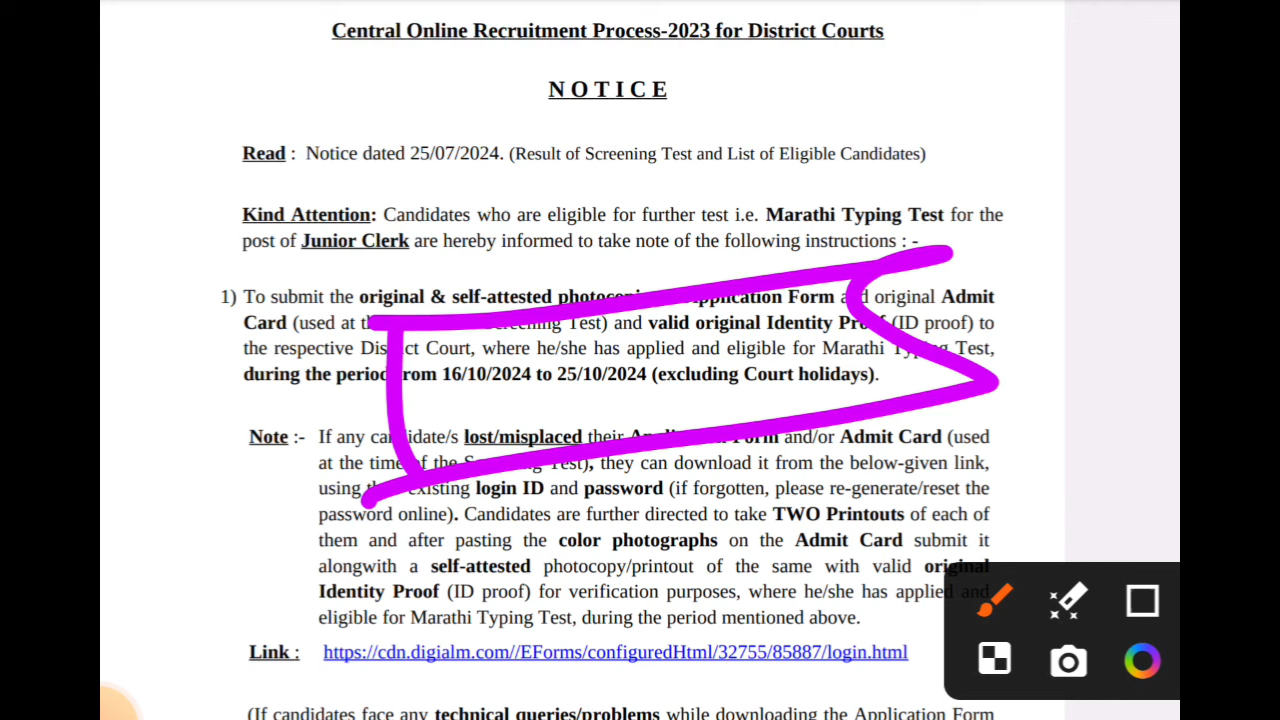 Central Online Recruitment Process-2023 for District Courts
N O T I C E
Read : Notice dated 25/07/2024. (Result of Screening Test and List of Eligible Candidates)
Kind Attention: Candidates who are eligible for further test i.e. Marathi Typing Test for the
post of Junior Clerk are hereby informed to take note of the following instructions : -
1) To submit the original & self-attested photocopies Application Form and original Admit
Card (used at the Screening Test) and valid original Identity Proof (ID proof) to
the respective District Court, where he/she has applied and eligible for Marathi Typing Test,
during the period from 16/10/2024 to 25/10/2024 (excluding Court holidays).
Note :- If any candidate/s lost/misplaced their Application Form and/or Admit Card (used
at the time of the Screening Test), they can download it from the below-given link,
using their existing login ID and password (if forgotten, please re-generate/reset the
password online). Candidates are further directed to take TWO Printouts of each of
them and after pasting the color photographs on the Admit Card submit it
alongwith a self-attested photocopy/printout of the same with valid original
Identity Proof (ID proof) for verification purposes, where he/she has applied and
eligible for Marathi Typing Test, during the period mentioned above.
Link : https://cdn.digialm.com//EForms/configuredHtml/32755/85887/login.html
(If candidates face any technical queries/problems while downloading the Application Form